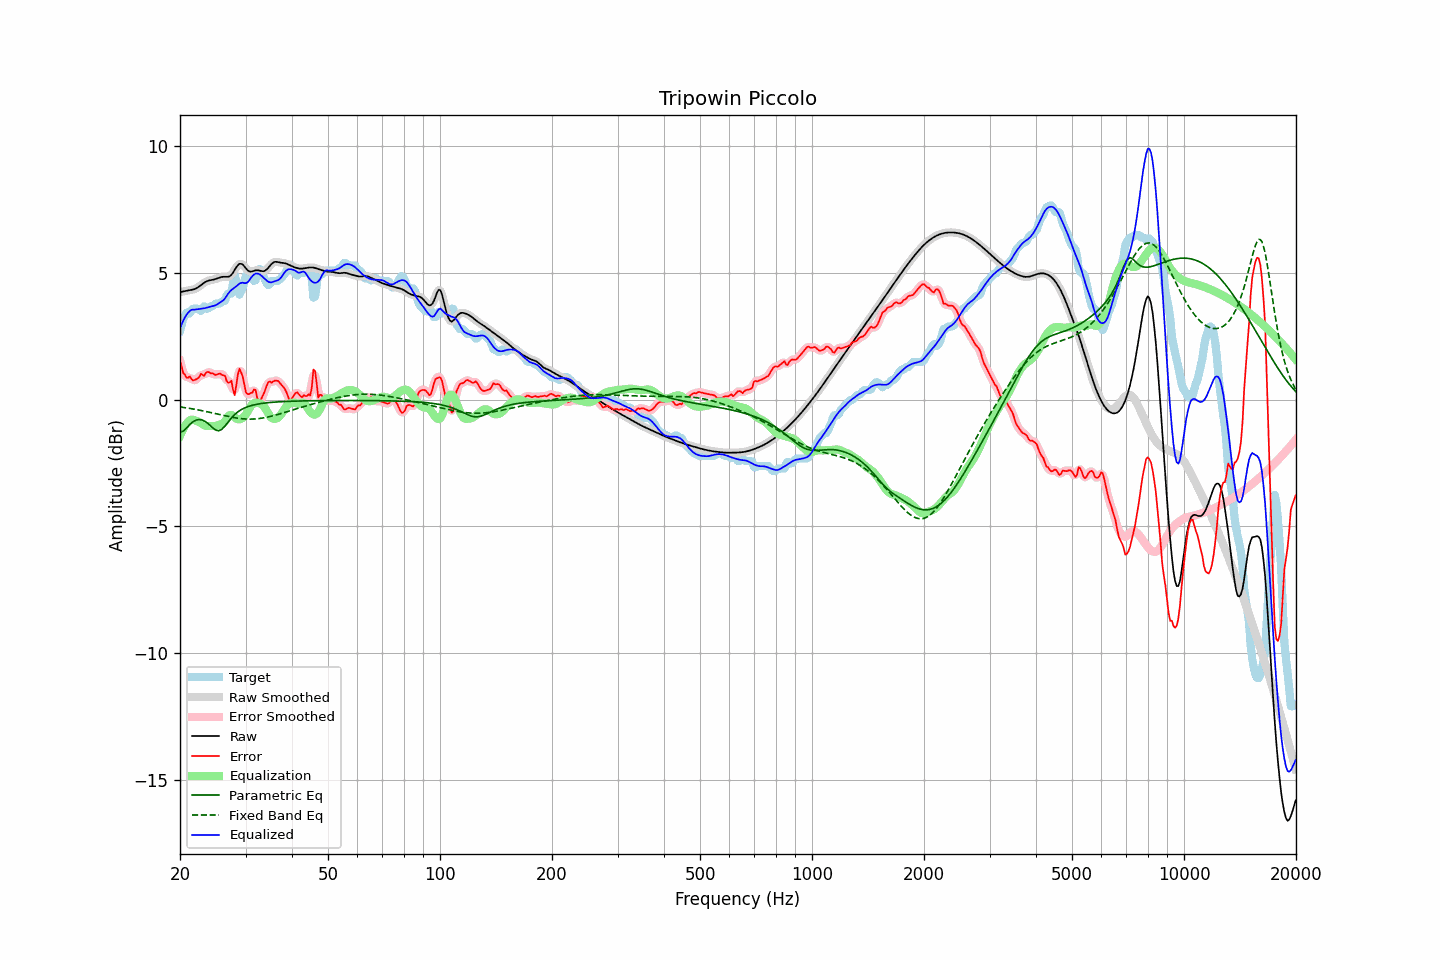 Tripowin Piccolo
Amplitude (dBr)
10
5
0
−5
−10
−15
Target
Raw Smoothed
Error Smoothed
Raw
Error
Equalization
Parametric Eq
Fixed Band Eq
Equalized
20 50 100 200 500 1000 2000 5000 10000 20000
Frequency (Hz)